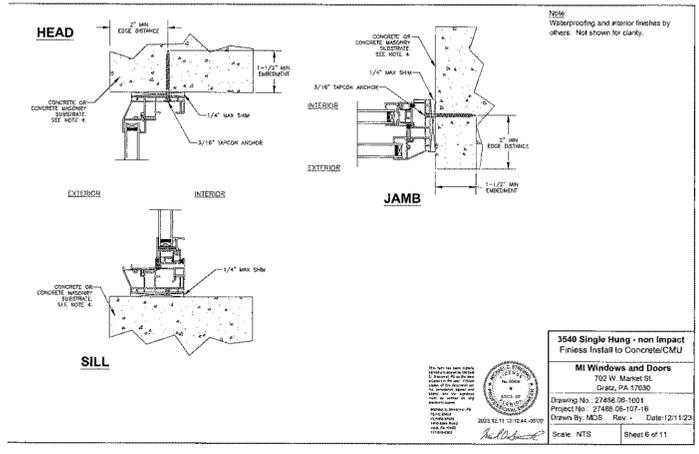 HEAD
2" MIN
EDGE DISTANCE
1-1/2" MIN
EMBEDMENT
CONCRETE OR
CONCRETE MASONRY
SUBSTRATE.
SEE NOTE 4.
1/4" MAX SHIM
3/16" TAPCON ANCHOR
EXTERIOR
INTERIOR
Note:
Waterproofing and interior finishes by
others. Not shown for clarity.
CONCRETE OR
CONCRETE MASONRY
SUBSTRATE.
SEE NOTE 4.
1/4" MAX SHIM
3/16" TAPCON ANCHOR
INTERIOR
EXTERIOR
2" MIN
EDGE DISTANCE
1-1/2" MIN
EMBEDMENT
JAMB
1/4" MAX SHIM
CONCRETE OR
CONCRETE MASONRY
SUBSTRATE.
SEE NOTE 4.
SILL
2023.12.11
3540 Single Hung - non Impact
Finless Install to Concrete/CMU
MI Windows and Doors
702 W. Market St.
Gratz, PA 17030
Drawing No.: 27468.06-1001
Project No.: 27468.06-107-16
Drawn By: MDS Rev.: - Date:12/11/23
Scale: NTS
Sheet 6 of 11